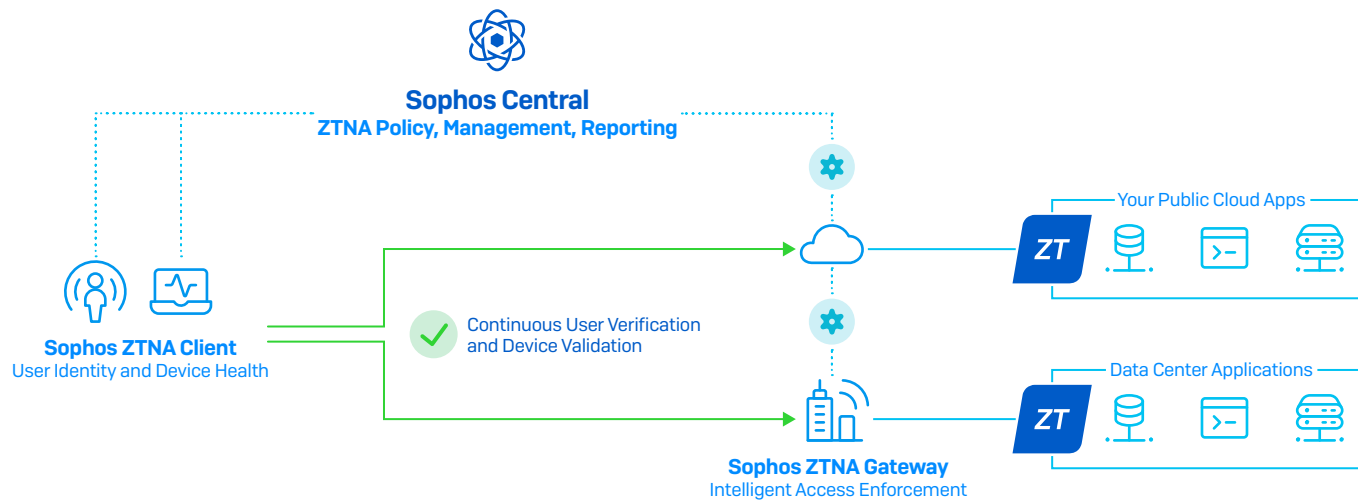 Sophos Central
ZTNA Policy, Management, Reporting
Your Public Cloud Apps
ZT
Sophos ZTNA Client
User Identity and Device Health
Continuous User Verification
and Device Validation
Data Center Applications
ZT
Sophos ZTNA Gateway
Intelligent Access Enforcement